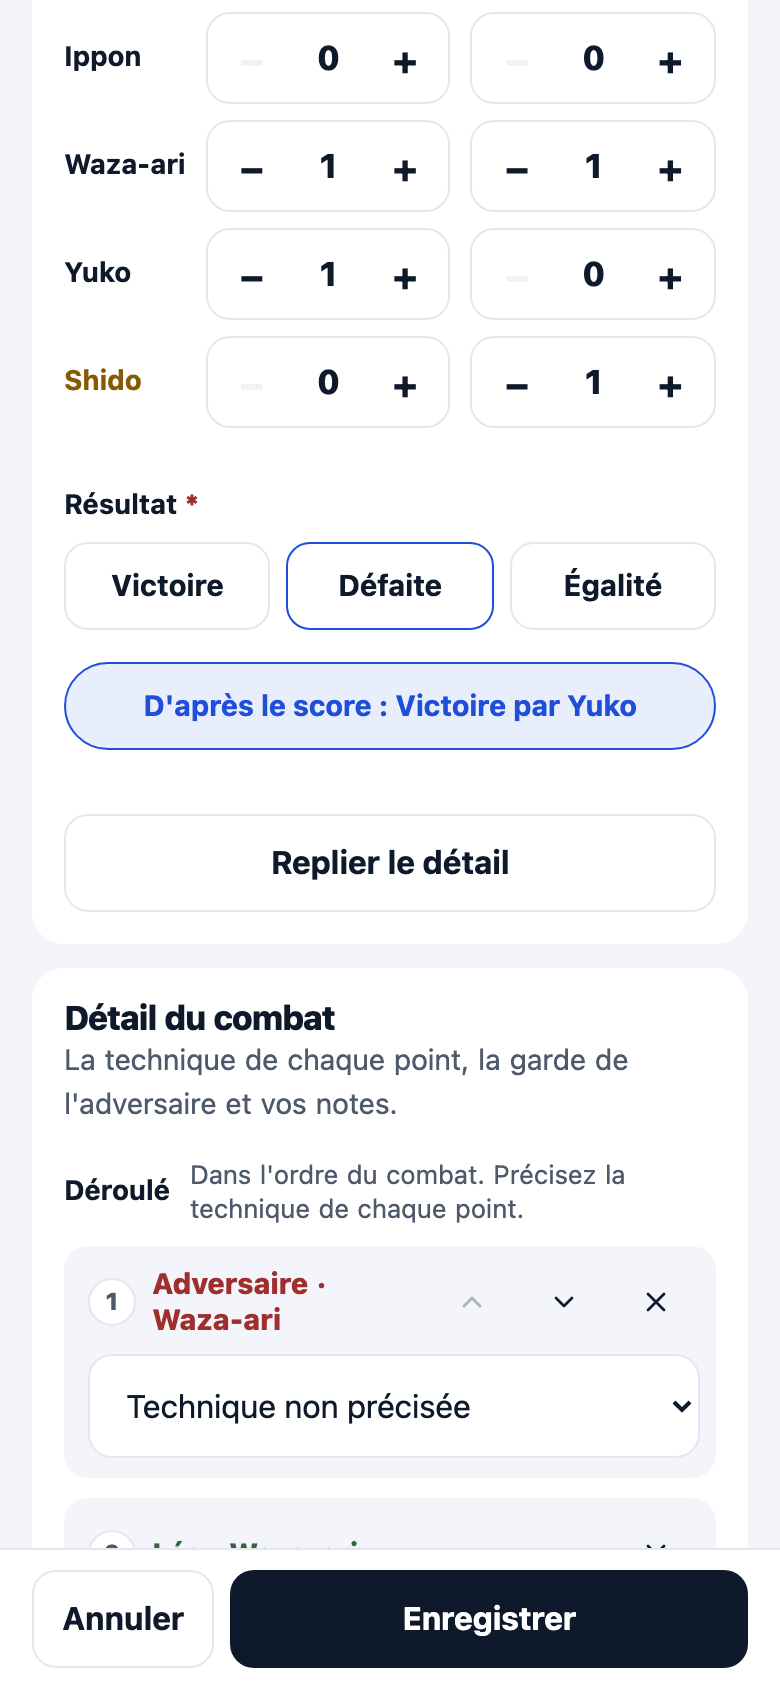 Ippon 0 + 0 +
Waza-ari − 1 + − 1 +
Yuko − 1 + 0 +
Shido 0 + − 1 +
Résultat *
Victoire Défaite Égalité
D'après le score : Victoire par Yuko
Replier le détail
Détail du combat
La technique de chaque point, la garde de
l'adversaire et vos notes.
Déroulé
Dans l'ordre du combat. Précisez la
technique de chaque point.
1 Adversaire ·
Waza-ari
Technique non précisée
Annuler Enregistrer